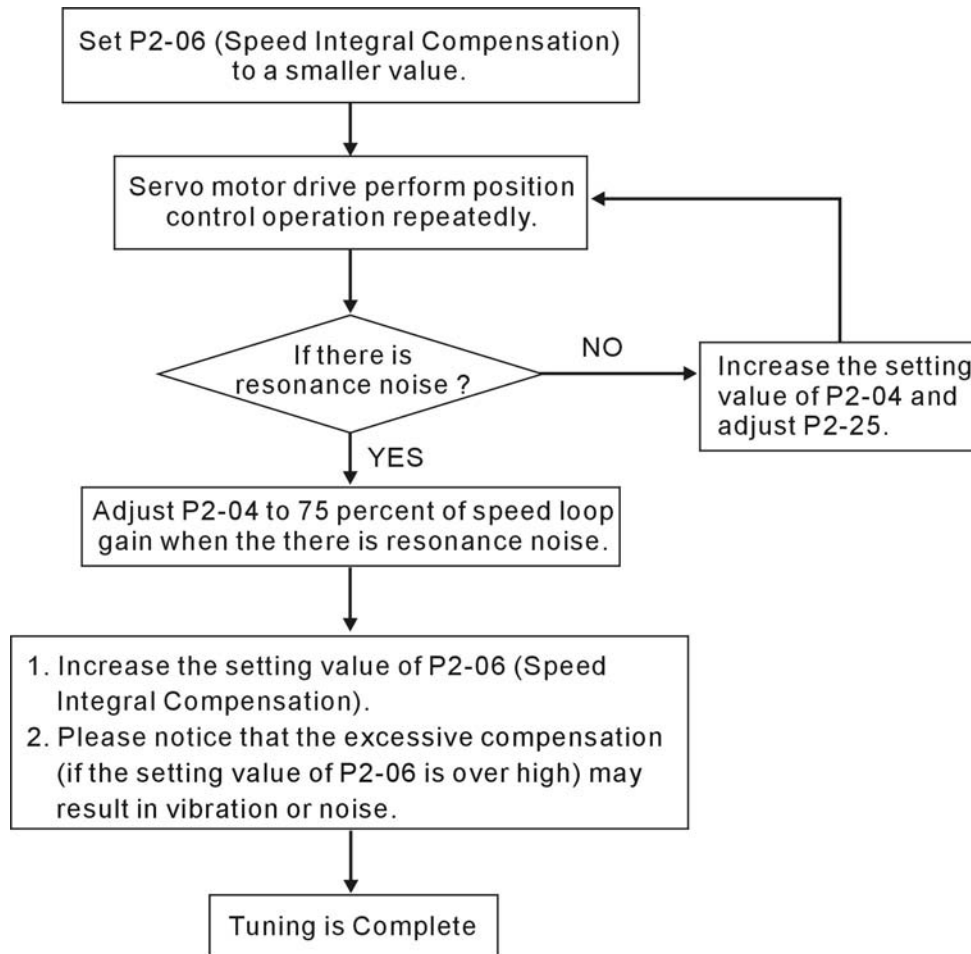 Set P2-06 (Speed Integral Compensation)
to a smaller value.
Servo motor drive perform position
control operation repeatedly.
If there is
resonance noise ?
NO
Increase the setting
value of P2-04 and
adjust P2-25.
YES
Adjust P2-04 to 75 percent of speed loop
gain when the there is resonance noise.
1. Increase the setting value of P2-06 (Speed
Integral Compensation).
2. Please notice that the excessive compensation
(if the setting value of P2-06 is over high) may
result in vibration or noise.
Tuning is Complete